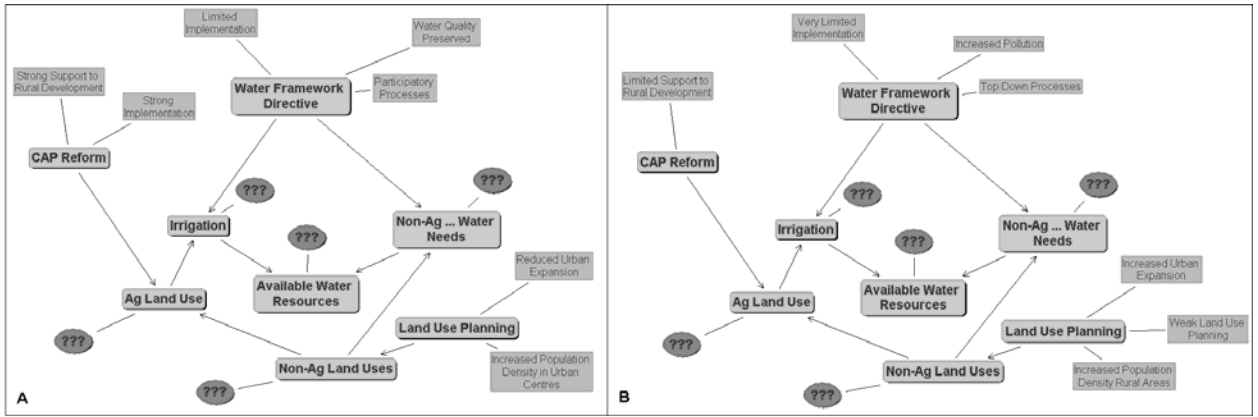 Limited
Implementation
Water Quality
Preserved
Strong Support to
Rural Development
Strong
Implementation
Water Framework
Directive
Participatory
Processes
CAP Reform
???
???
Irrigation
???
Non-Ag ... Water
Needs
Reduced Urban
Expansion
Available Water
Resources
Ag Land Use
???
Land Use Planning
Non-Ag Land Uses
Increased Population
Density in Urban
Centres
???
A
Very Limited
Implementation
Increased Pollution
Limited Support to
Rural Development
Water Framework
Directive
Top Down Processes
CAP Reform
???
???
Irrigation
???
Non-Ag ... Water
Needs
Increased Urban
Expansion
Available Water
Resources
Ag Land Use
???
Land Use Planning
Weak Land Use
Planning
Non-Ag Land Uses
Increased Population
Density Rural Areas
???
B